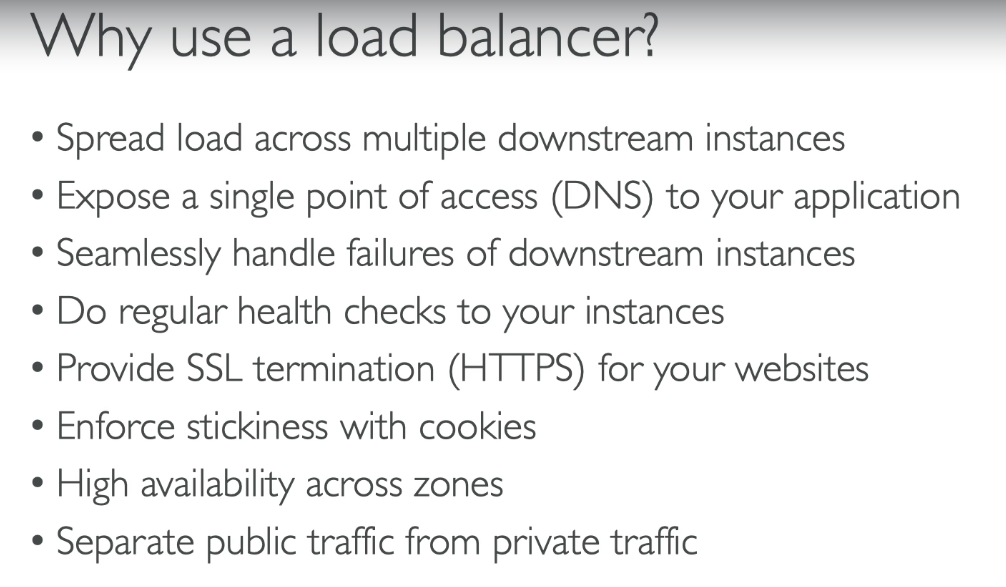 Why use a load balancer?
• Spread load across multiple downstream instances
• Expose a single point of access (DNS) to your application
• Seamlessly handle failures of downstream instances
• Do regular health checks to your instances
• Provide SSL termination (HTTPS) for your websites
• Enforce stickiness with cookies
• High availability across zones
• Separate public traffic from private traffic